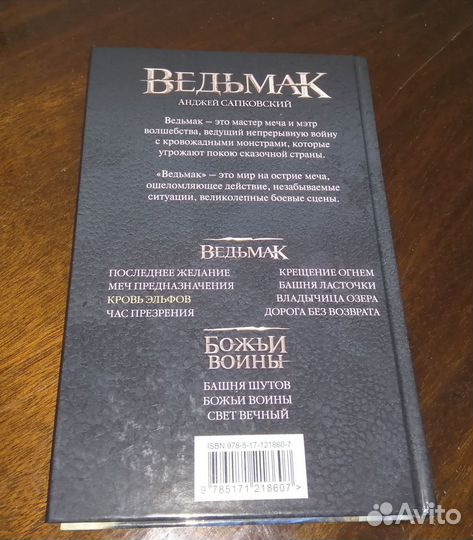 ВЕДЬМАК
АНДЖЕЙ САПКОВСКИЙ
Ведьмак – это мастер меча и мэтр
волшебства, ведущий непрерывную войну
с кровожадными монстрами, которые
угрожают покою сказочной страны.
«Ведьмак» – это мир на острие меча,
ошеломляющее действие, незабываемые
ситуации, великолепные боевые сцены.
ВЕДЬМАК
ПОСЛЕДНЕЕ ЖЕЛАНИЕ
МЕЧ ПРЕДНАЗНАЧЕНИЯ
КРОВЬ ЭЛЬФОВ
ЧАС ПРЕЗРЕНИЯ
КРЕЩЕНИЕ ОГНЕМ
БАШНЯ ЛАСТОЧКИ
ВЛАДЫЧИЦА ОЗЕРА
ДОРОГА БЕЗ ВОЗВРАТА
БОЖЬИ
ВОИНЫ
БАШНЯ ШУТОВ
БОЖЬИ ВОИНЫ
СВЕТ ВЕЧНЫЙ
ISBN 978-5-17-121860-7
9 785171 218607 >
Avito